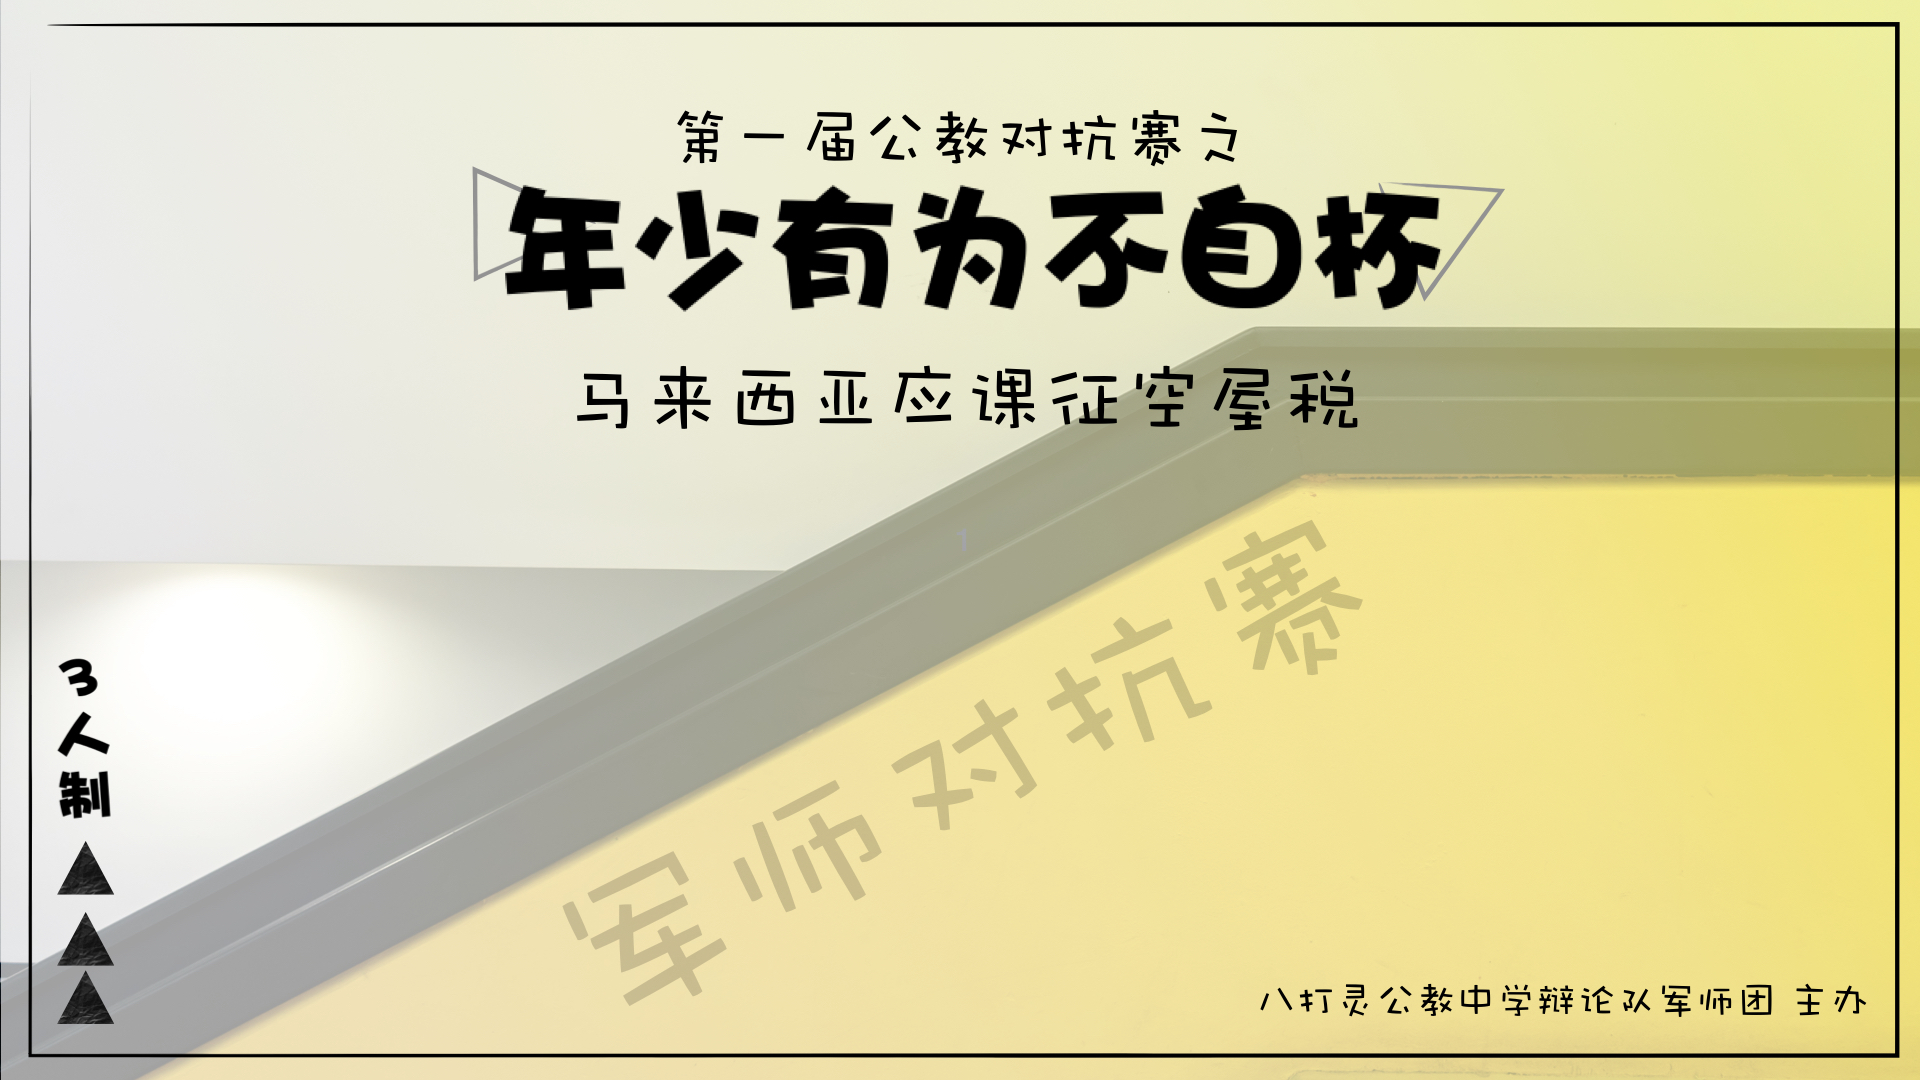 第一届公教对抗赛之
年少有为不自杯
马来西亚应课征空屋税
军师对抗赛
3人制
八打灵公教中学辩论队军师团 主办